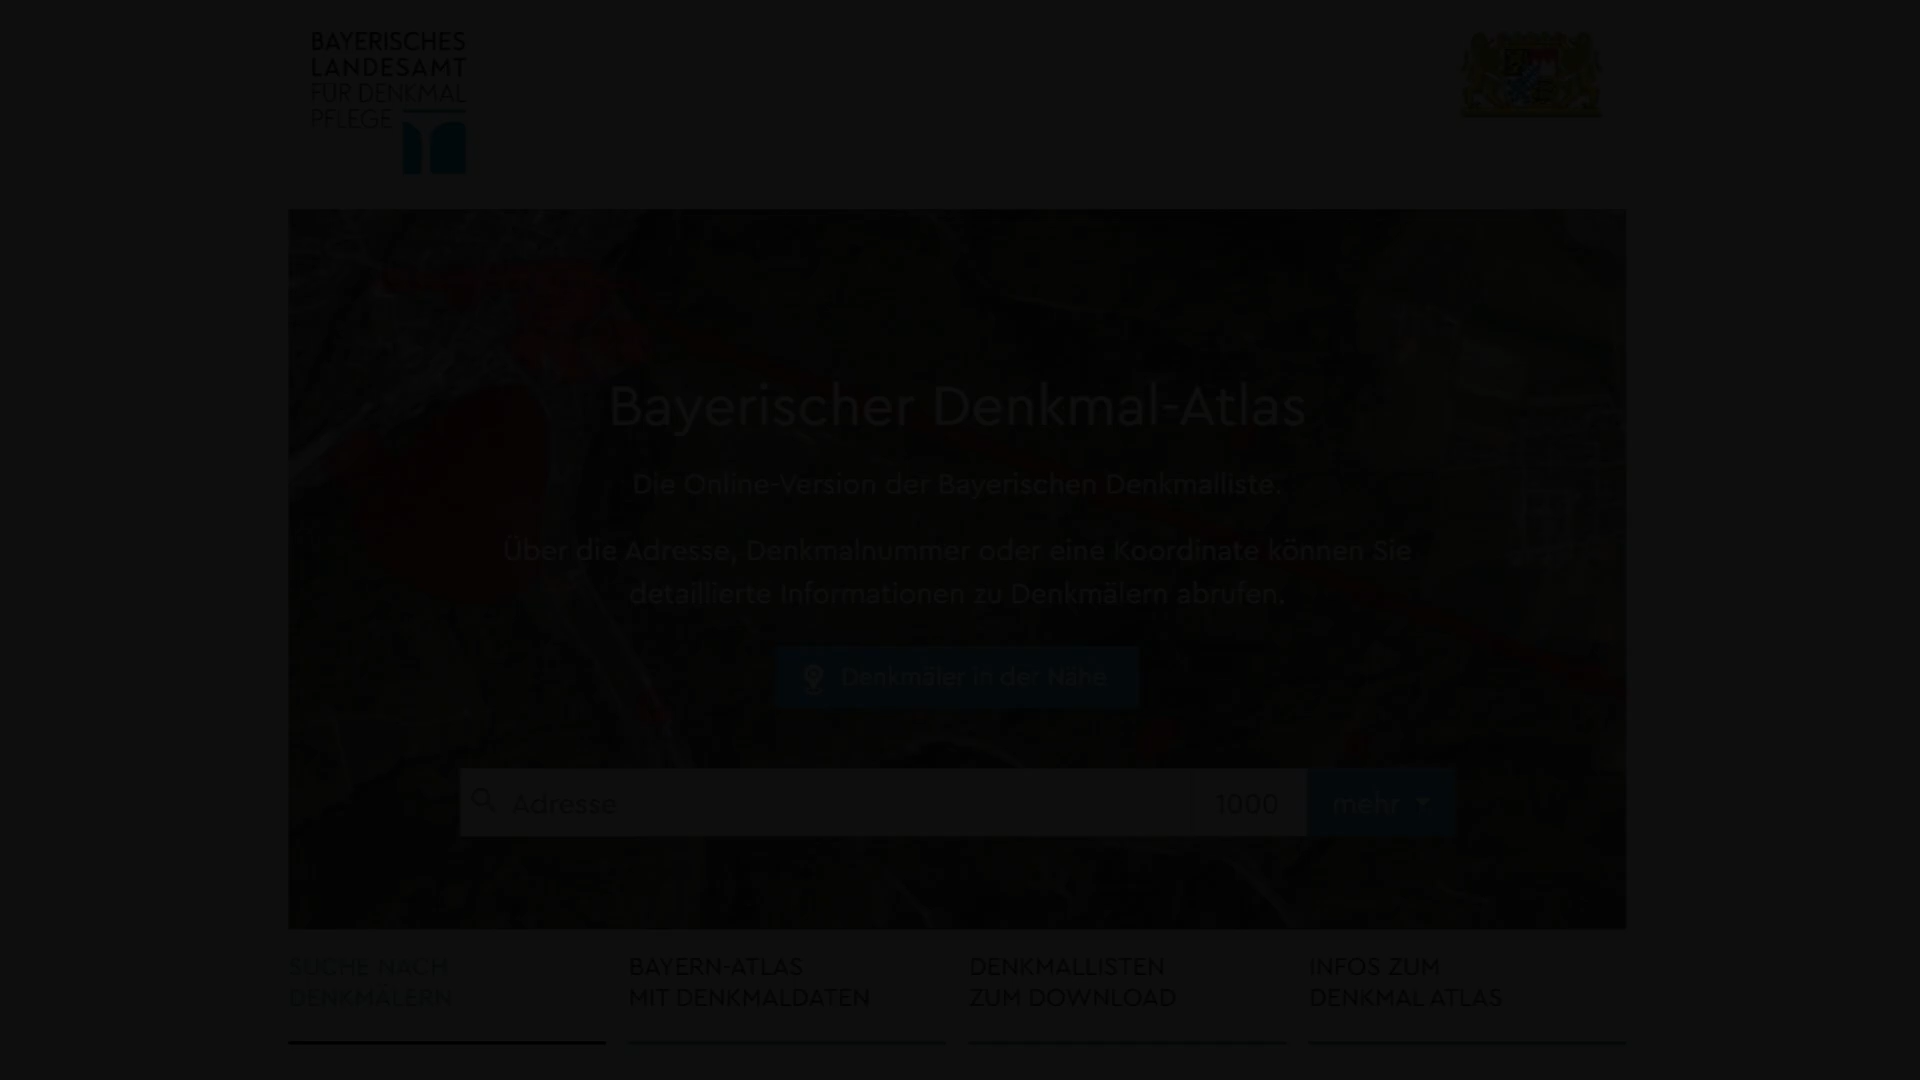 BAYERISCHES
LANDESAMT
FÜR DENKMAL
PFLEGE
Bayerischer Denkmal-Atlas
Die Online-Version der Bayerischen Denkmalliste.
Über die Adresse, Denkmalnummer oder eine Koordinate können Sie
detaillierte Informationen zu Denkmälern abrufen.
Denkmäler in der Nähe
Adresse 1000 mehr
SUCHE NACH
DENKMÄLERN
BAYERN-ATLAS
MIT DENKMALDATEN
DENKMALLISTEN
ZUM DOWNLOAD
INFOS ZUM
DENKMAL ATLAS